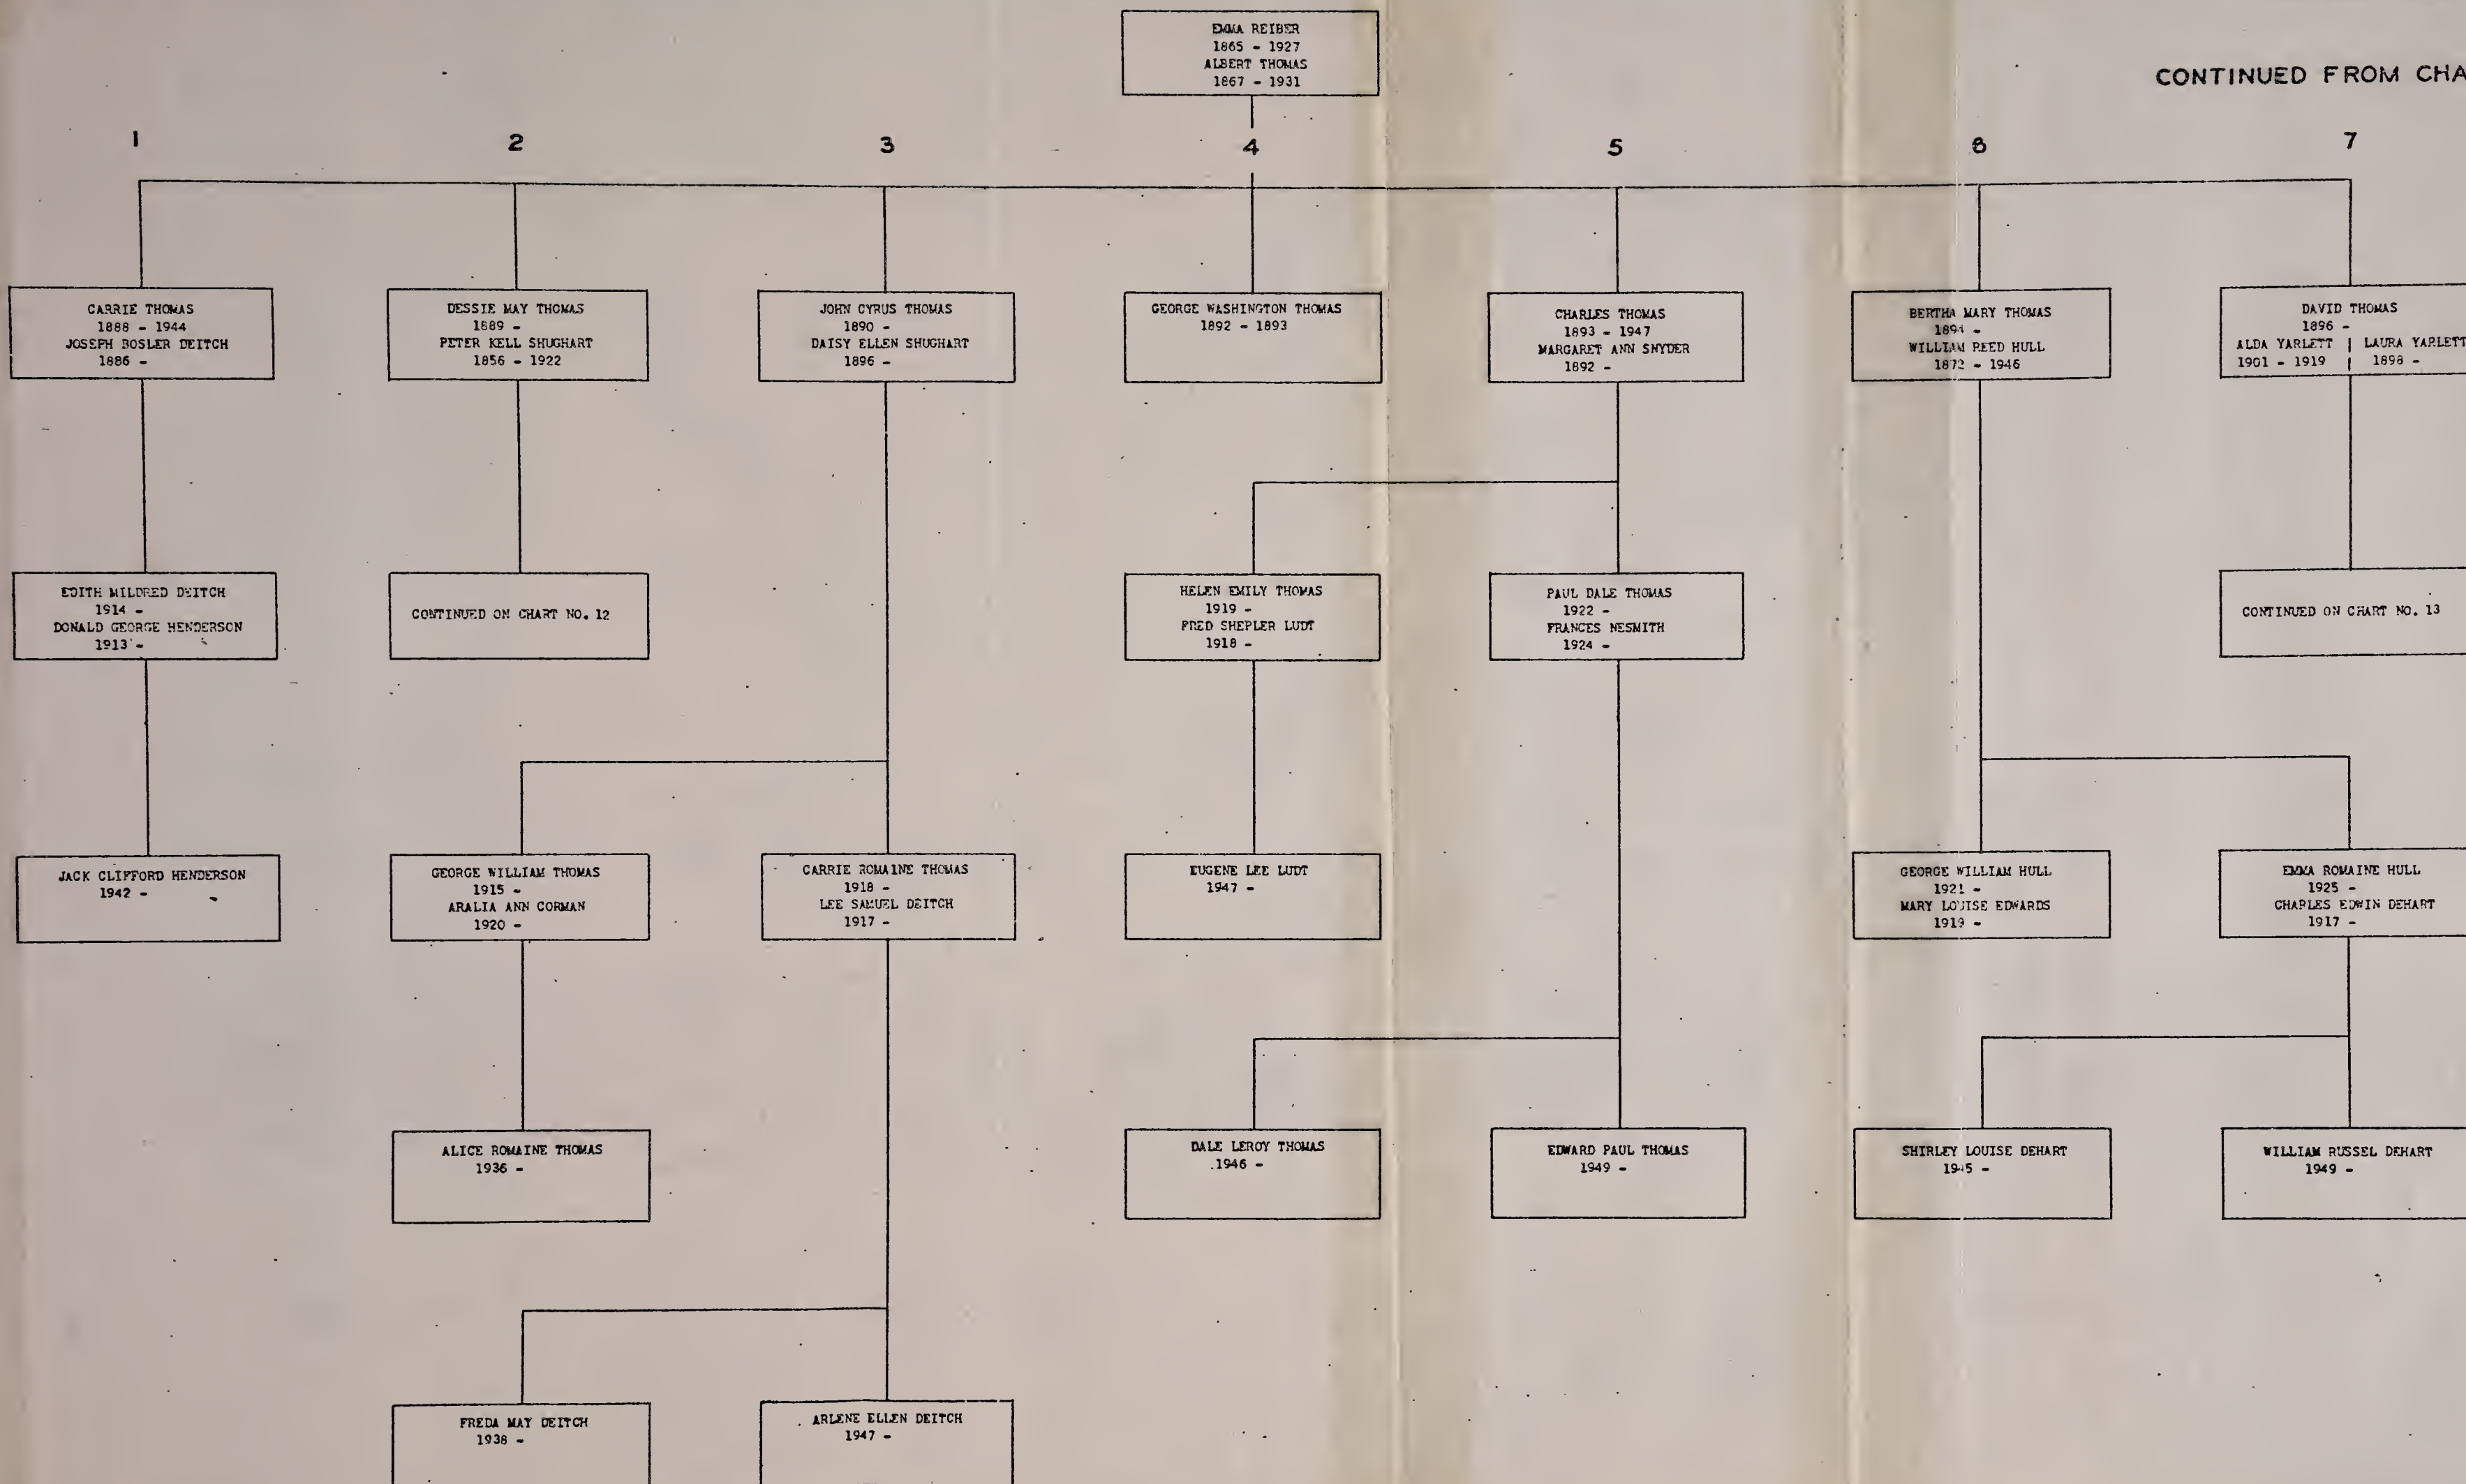 EMMA REIBER
1865 - 1927
ALBERT THOMAS
1867 - 1931
CONTINUED FROM CHA
1
2
3
4
5
6
7
CARRIE THOMAS
1888 - 1944
JOSEPH BOSLER DEITCH
1886 -
DESSIE MAY THOMAS
1889 -
PETER KELL SHUGHART
1856 - 1922
JOHN CYRUS THOMAS
1890 -
DAISY ELLEN SHUGHART
1896 -
GEORGE WASHINGTON THOMAS
1892 - 1893
CHARLES THOMAS
1893 - 1947
MARGARET ANN SNYDER
1892 -
BERTHA MARY THOMAS
1894 -
WILLIAM REED HULL
1872 - 1946
DAVID THOMAS
1896 -
ALDA YARLETT | LAURA YARLETT
1901 - 1919 | 1898 -
EDITH MILDRED DEITCH
1914 -
DONALD GEORGE HENDERSON
1913 -
CONTINUED ON CHART NO. 12
HELEN EMILY THOMAS
1919 -
FRED SHEPLER LUDT
1918 -
PAUL DALE THOMAS
1922 -
FRANCES NESMITH
1924 -
CONTINUED ON CHART NO. 13
JACK CLIFFORD HENDERSON
1942 -
GEORGE WILLIAM THOMAS
1915 -
ARALIA ANN CORMAN
1920 -
CARRIE ROMAINE THOMAS
1918 -
LEE SAMUEL DEITCH
1917 -
EUGENE LEE LUDT
1947 -
GEORGE WILLIAM HULL
1921 -
MARY LOUISE EDWARDS
1919 -
EMMA ROMAINE HULL
1925 -
CHARLES EDWIN DEHART
1917 -
ALICE ROMAINE THOMAS
1936 -
DALE LEROY THOMAS
1946 -
EDWARD PAUL THOMAS
1949 -
SHIRLEY LOUISE DEHART
1945 -
WILLIAM RUSSEL DEHART
1949 -
FREDA MAY DEITCH
1938 -
ARLENE ELLEN DEITCH
1947 -